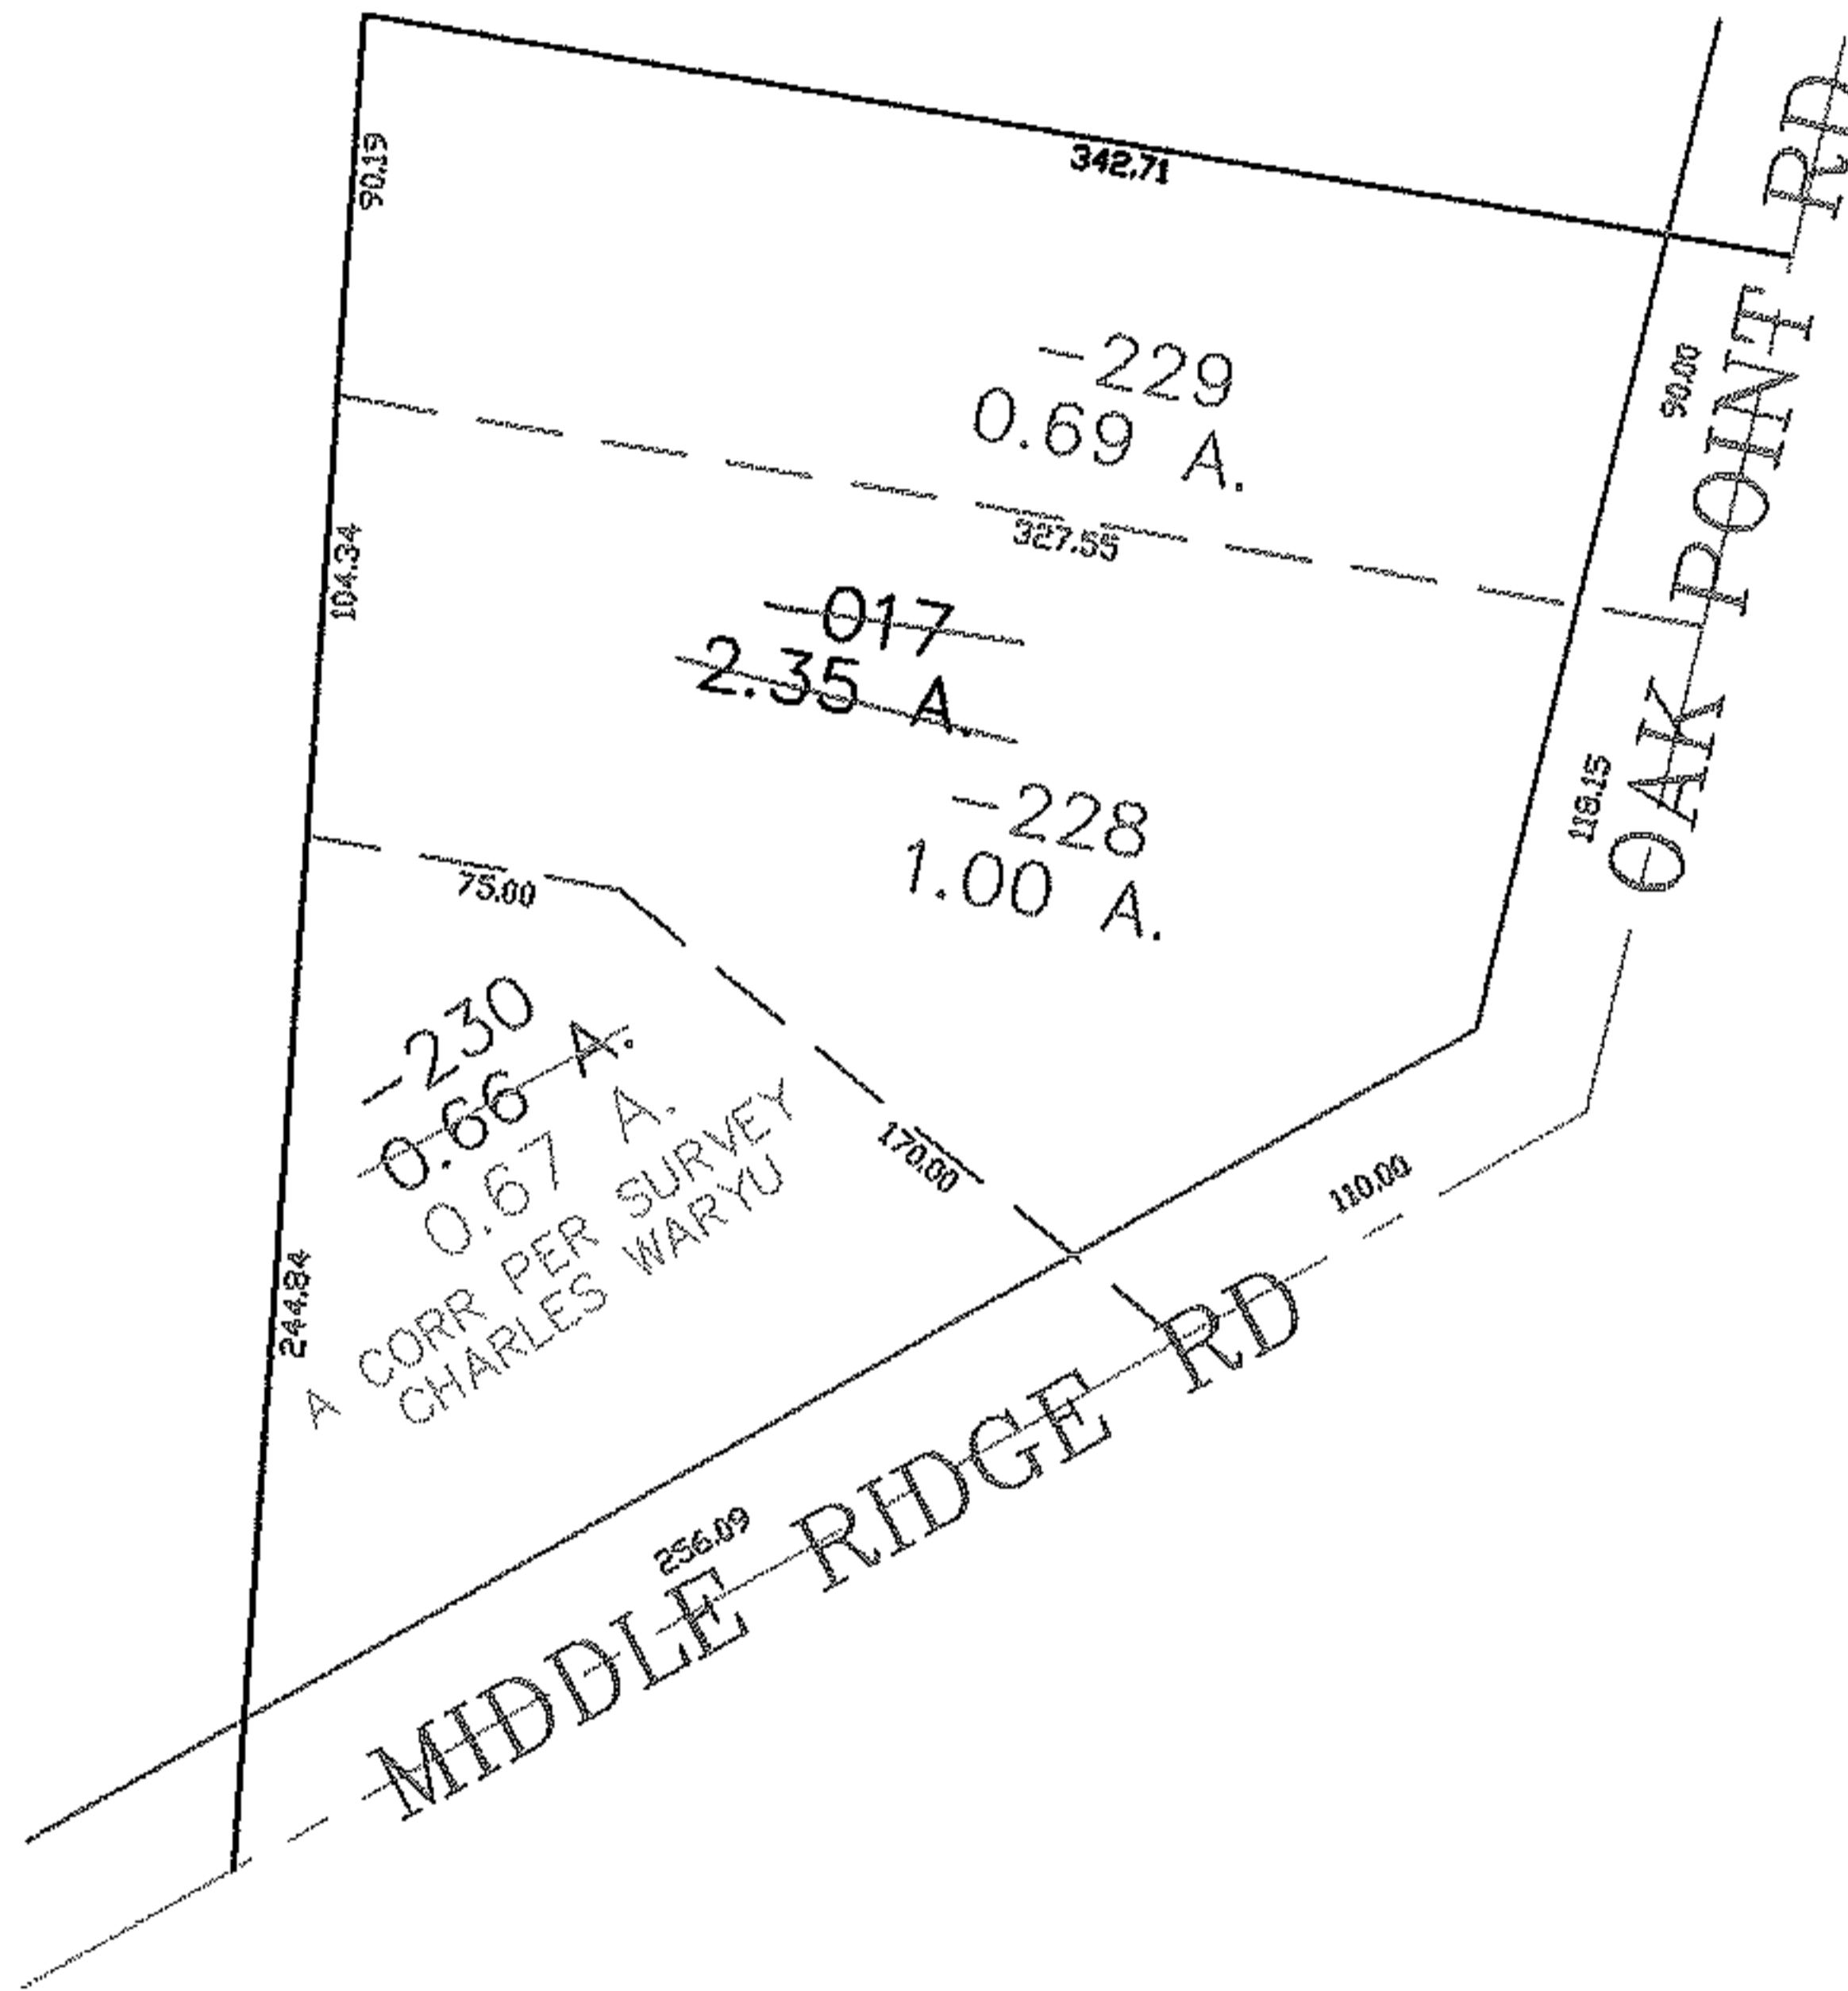 90.19
342.71
OAK POINT RD
-229
0.69 A.
90.00
327.55
104.34
-017
2.35 A.
118.15
-228
1.00 A.
75.00
-230
0.66 A.
0.67 A.
A CORR PER SURVEY
CHARLES WARYU
170.00
110.00
244.84
256.09
MIDDLE RIDGE RD